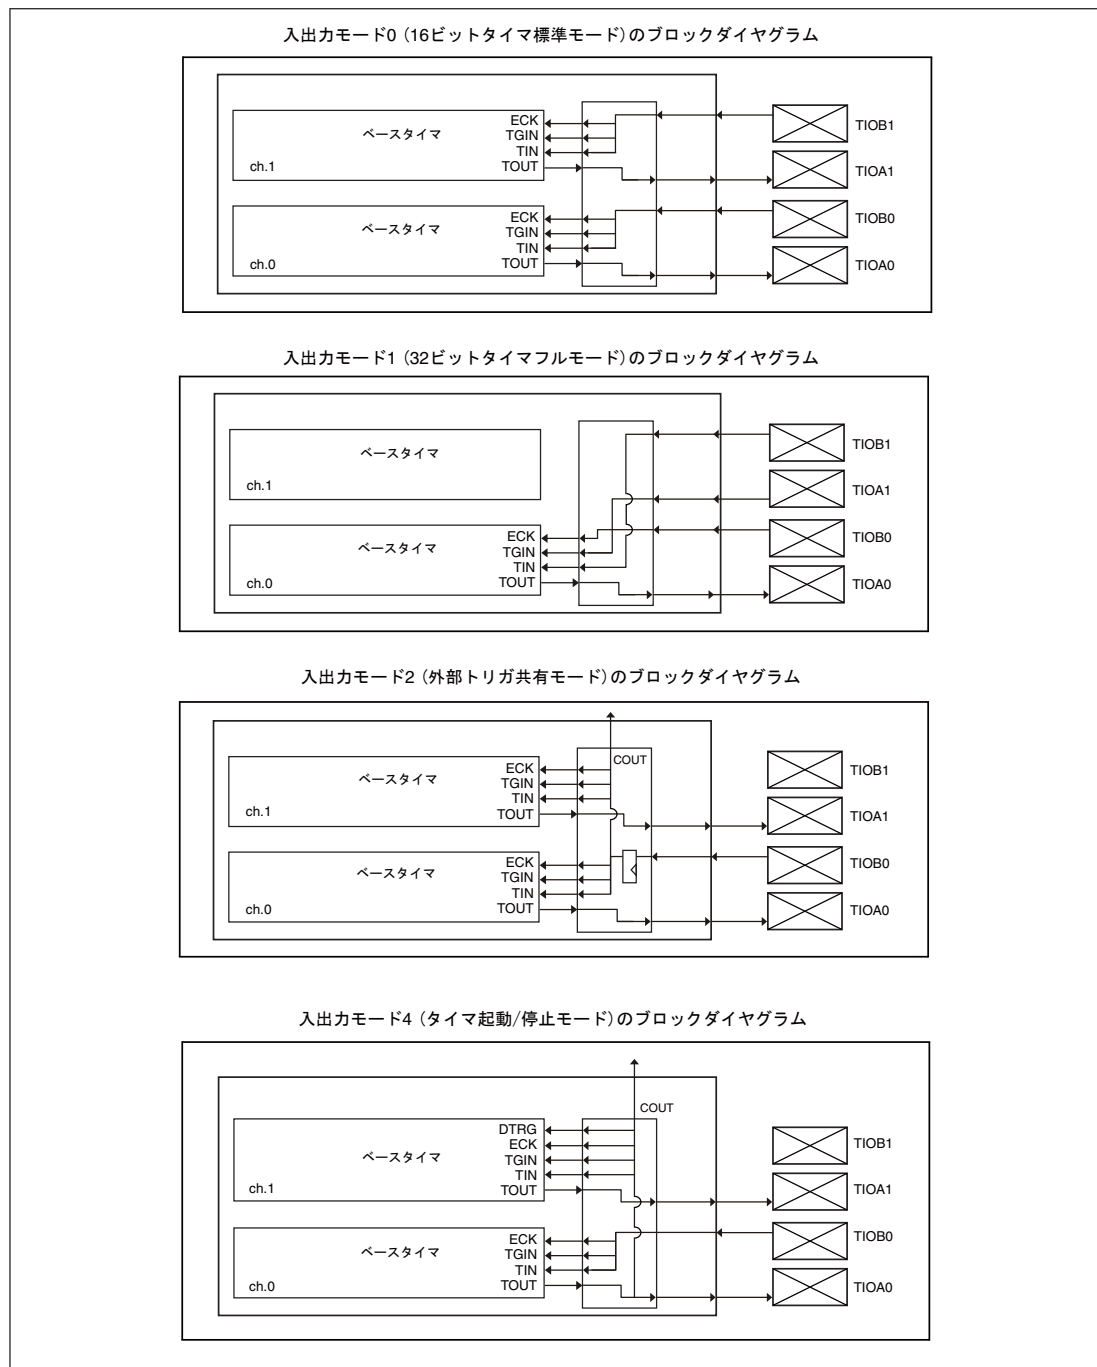 入出力モード0 (16ビットタイマ標準モード)のブロックダイヤグラム
ECK
ベースタイマ
TGIN
TIN
ch.1
TOUT
TIOB1
TIOA1
ECK
ベースタイマ
TGIN
TIN
ch.0
TOUT
TIOB0
TIOA0
入出力モード1 (32ビットタイマフルモード)のブロックダイヤグラム
ベースタイマ
ch.1
TIOB1
TIOA1
ECK
ベースタイマ
TGIN
TIN
ch.0
TOUT
TIOB0
TIOA0
入出力モード2 (外部トリガ共有モード)のブロックダイヤグラム
COUT
ECK
ベースタイマ
TGIN
TIN
ch.1
TOUT
TIOB1
TIOA1
ECK
ベースタイマ
TGIN
TIN
ch.0
TOUT
TIOB0
TIOA0
入出力モード4 (タイマ起動/停止モード)のブロックダイヤグラム
COUT
DTRG
ECK
ベースタイマ
TGIN
TIN
ch.1
TOUT
TIOB1
TIOA1
ECK
ベースタイマ
TGIN
TIN
ch.0
TOUT
TIOB0
TIOA0